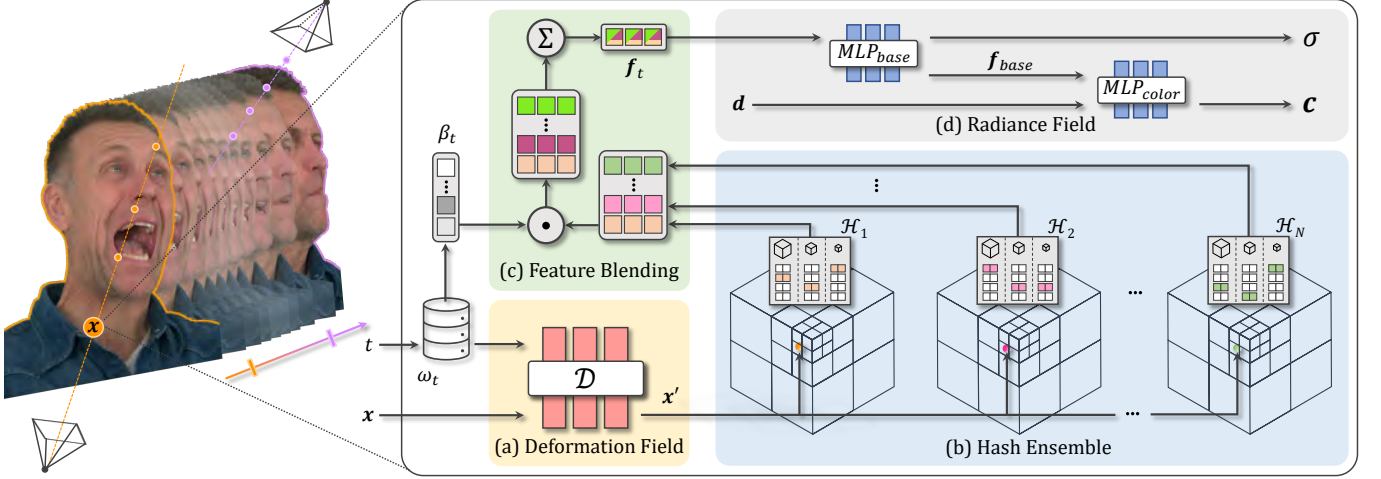 Σ
𝒇_t
MLP_base
σ
𝒇_base
MLP_color
𝒅
𝐜
(d) Radiance Field
β_t
(c) Feature Blending
ℋ_1
ℋ_2
ℋ_N
𝒙
t
ω_t
𝒟
𝒙
𝒙′
(a) Deformation Field
(b) Hash Ensemble